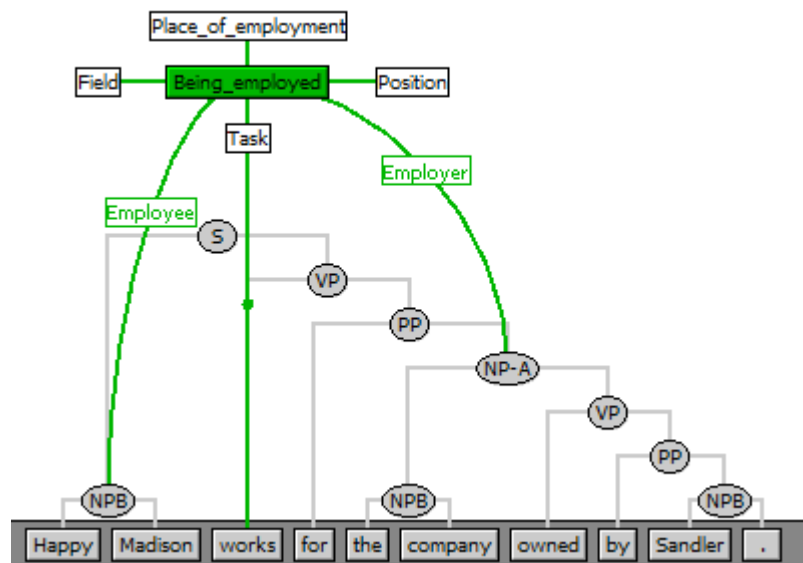 Place_of_employment
Field Being_employed Position
Task
Employer
Employee
S
VP
PP
NP-A
VP
PP
NPB NPB NPB
Happy Madison works for the company owned by Sandler .